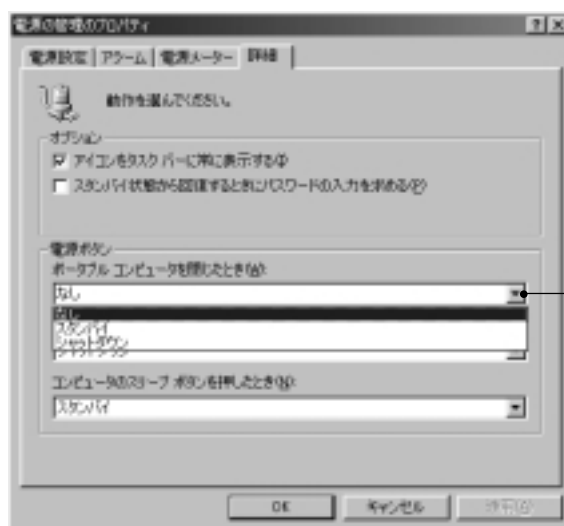 電源の管理のプロパティ
電源設定 アラーム 電源メーター 詳細
動作を選んでください。
オプション
アイコンをタスク バーに常に表示する(I)
スタンバイ状態から回復するときにパスワードの入力を求める(P)
電源ボタン
ポータブル コンピュータを閉じたとき(W):
なし
なし
スタンバイ
シャットダウン
シャットダウン
コンピュータのスリープ ボタンを押したとき(N):
スタンバイ
OK キャンセル 適用(A)